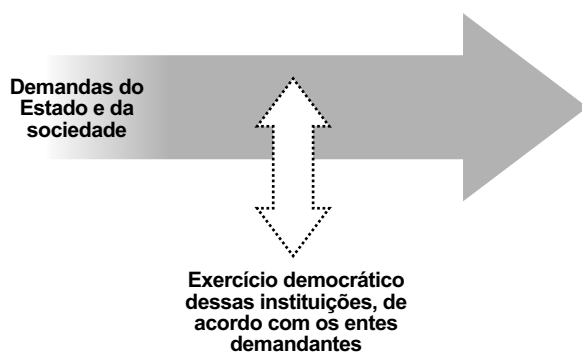 Demandas do
Estado e da
sociedade
Exercício democrático
dessas instituições, de
acordo com os entes
demandantes